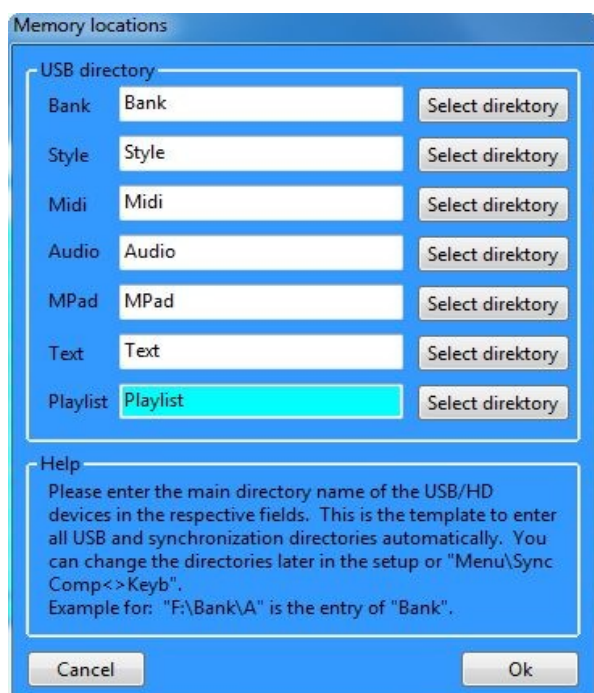 Memory locations
USB directory
Bank Bank Select direktory
Style Style Select direktory
Midi Midi Select direktory
Audio Audio Select direktory
MPad MPad Select direktory
Text Text Select direktory
Playlist Playlist Select direktory
Help
Please enter the main directory name of the USB/HD
devices in the respective fields.  This is the template to enter
all USB and synchronization directories automatically.  You
can change the directories later in the setup or "Menu\Sync
Comp<>Keyb".
Example for:  "F:\Bank\A" is the entry of "Bank".
Cancel Ok